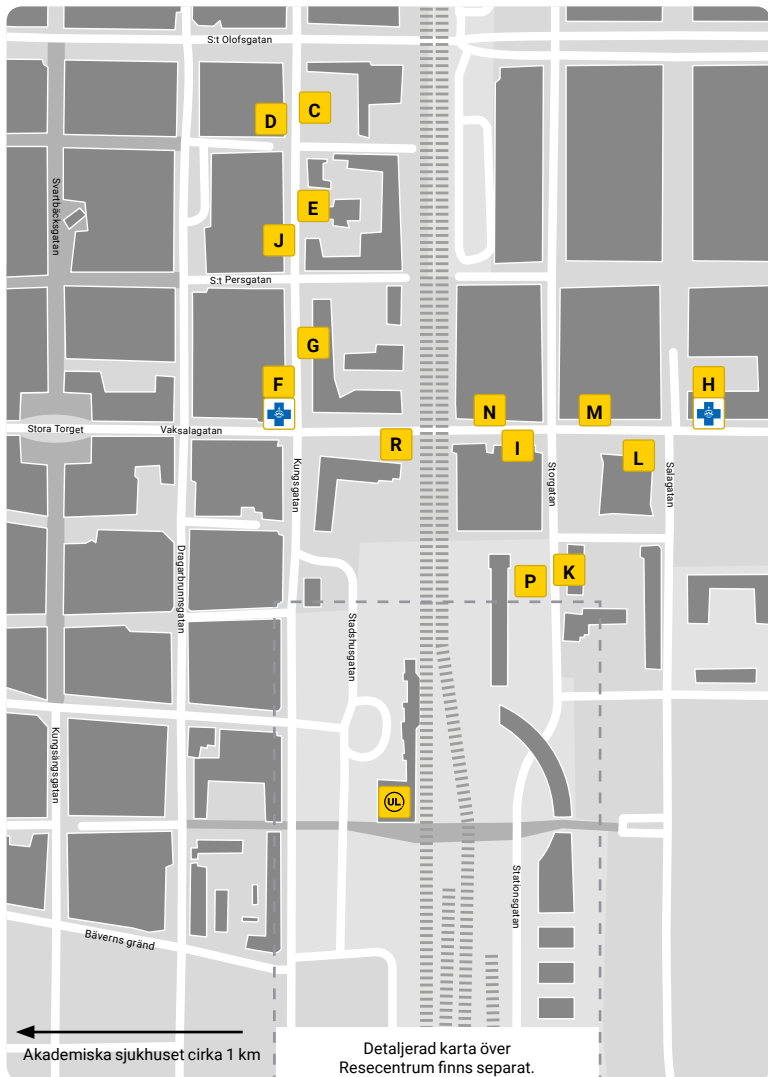 S:t Olofsgatan
C
D
Svartbäcksgatan
E
J
S:t Persgatan
G
F
H
N
M
Stora Torget
Vaksalagatan
R
I
L
Kungsgatan
Storgatan
Salagatan
Dragarbrunnsgatan
P
K
Stadshusgatan
Kungsängsgatan
UL
Stationsgatan
Bäverns gränd
Akademiska sjukhuset cirka 1 km
Detaljerad karta över
Resecentrum finns separat.